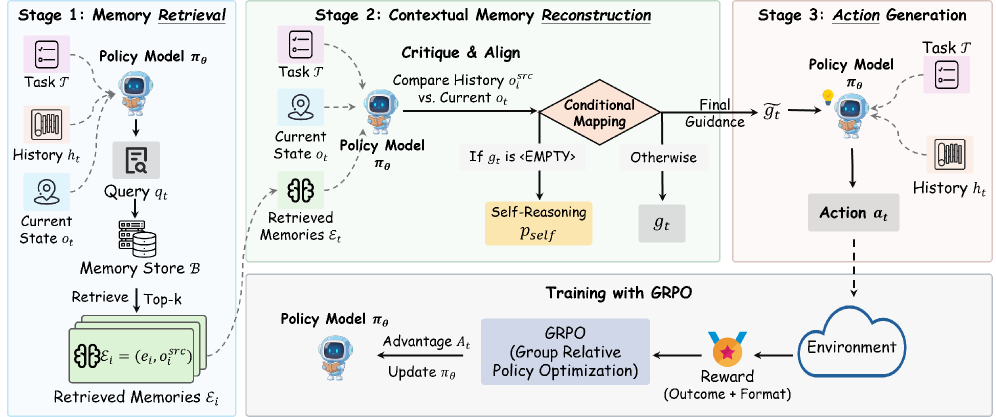 Stage 1: Memory Retrieval
Policy Model π_θ
Task 𝒯
History h_t
Current
State o_t
Query q_t
Memory Store ℬ
Retrieve Top-k
ℰ_i = (e_i, o_i^{src})
Retrieved Memories ℰ_i
Stage 2: Contextual Memory Reconstruction
Task 𝒯
Current
State o_t
Retrieved
Memories ℰ_t
Policy Model
π_θ
Critique & Align
Compare History o_i^{src}
vs. Current o_t
Conditional
Mapping
If g_t is <EMPTY>
Otherwise
Self-Reasoning
p_{self}
g_t
Final
Guidance
Stage 3: Action Generation
g̃_t
Policy Model
π_θ
Task 𝒯
History h_t
Action a_t
Training with GRPO
Policy Model π_θ
Advantage A_t
Update π_θ
GRPO
(Group Relative
Policy Optimization)
Reward
(Outcome + Format)
Environment